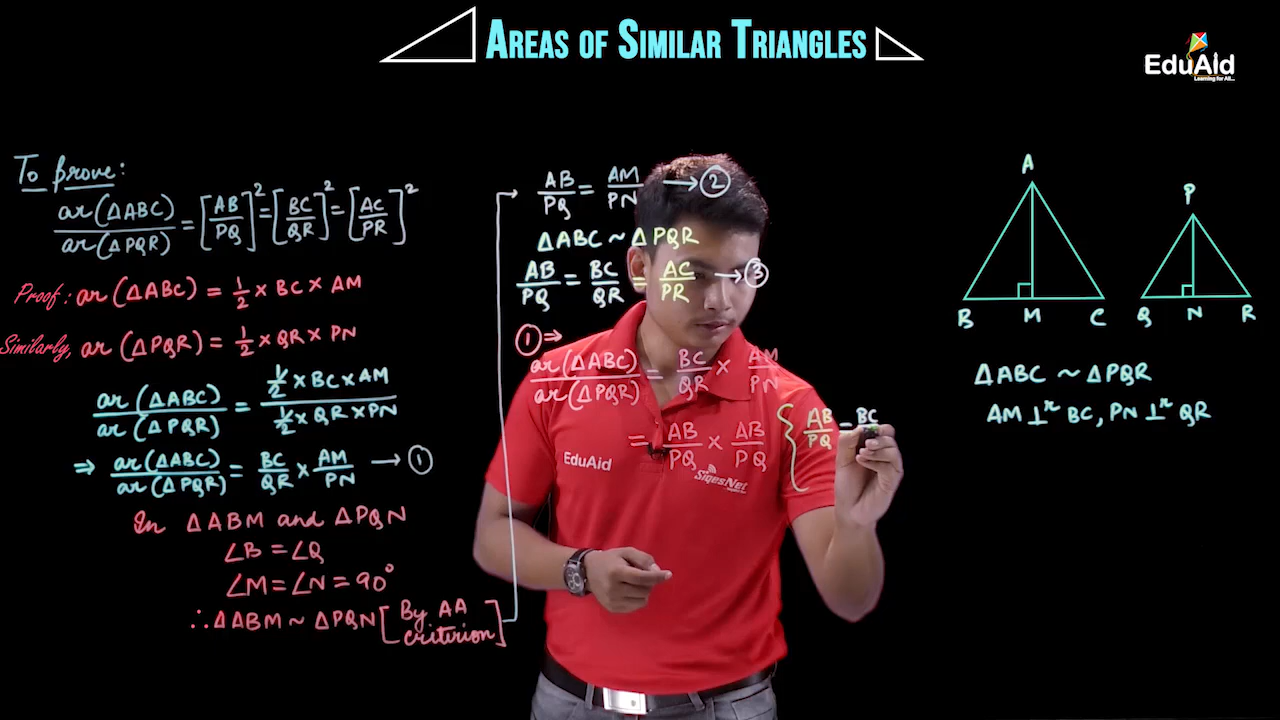 AREAS OF SIMILAR TRIANGLES
EduAid
Learning for All...
To prove:
ar(ΔABC)/ar(ΔPQR) = [AB/PQ]² = [BC/QR]² = [AC/PR]²
Proof: ar(ΔABC) = 1/2 × BC × AM
Similarly, ar(ΔPQR) = 1/2 × QR × PN
ar(ΔABC)/ar(ΔPQR) = (1/2 × BC × AM)/(1/2 × QR × PN)
⇒ ar(ΔABC)/ar(ΔPQR) = BC/QR × AM/PN → ①
In ΔABM and ΔPQN
∠B = ∠Q
∠M = ∠N = 90°
∴ ΔABM ~ ΔPQN [By AA
criterion]
AB/PQ = AM/PN → ②
ΔABC ~ ΔPQR
AB/PQ = BC/QR = AC/PR → ③
① ⇒
ar(ΔABC)/ar(ΔPQR) = BC/QR × AM/PN
= AB/PQ × AB/PQ { AB/PQ = BC
EduAid
SiqesNet
A
B M C
P
Q N R
ΔABC ~ ΔPQR
AM ⊥ʳ BC, PN ⊥ʳ QR